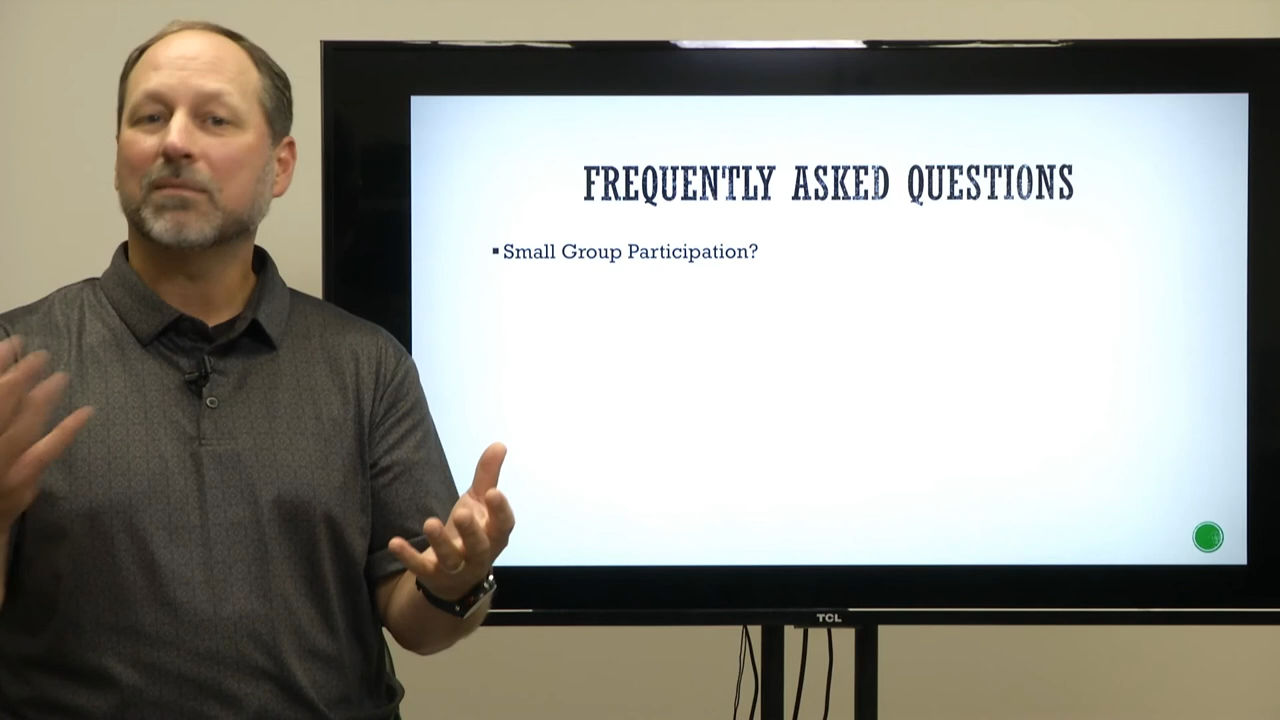 FREQUENTLY ASKED QUESTIONS
▪ Small Group Participation?
TCL